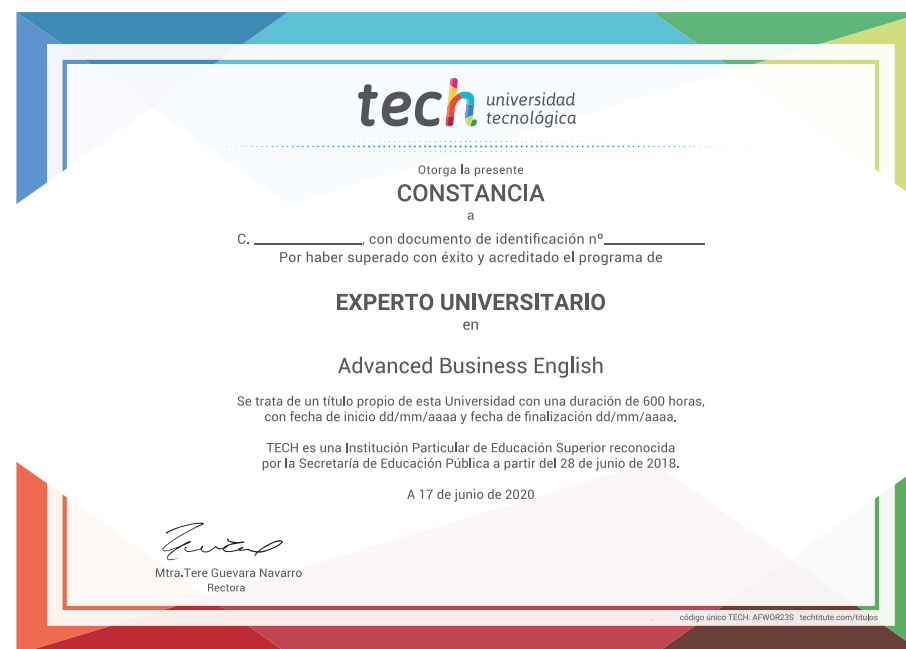 tech universidad
tecnológica
Otorga la presente
CONSTANCIA
a
C. ______________, con documento de identificación nº_____________
Por haber superado con éxito y acreditado el programa de
EXPERTO UNIVERSITARIO
en
Advanced Business English
Se trata de un título propio de esta Universidad con una duración de 600 horas,
con fecha de inicio dd/mm/aaaa y fecha de finalización dd/mm/aaaa.
TECH es una Institución Particular de Educación Superior reconocida
por la Secretaría de Educación Pública a partir del 28 de junio de 2018.
A 17 de junio de 2020
Mtra.Tere Guevara Navarro
Rectora
código único TECH: AFWOR23S techtitute.com/titulos